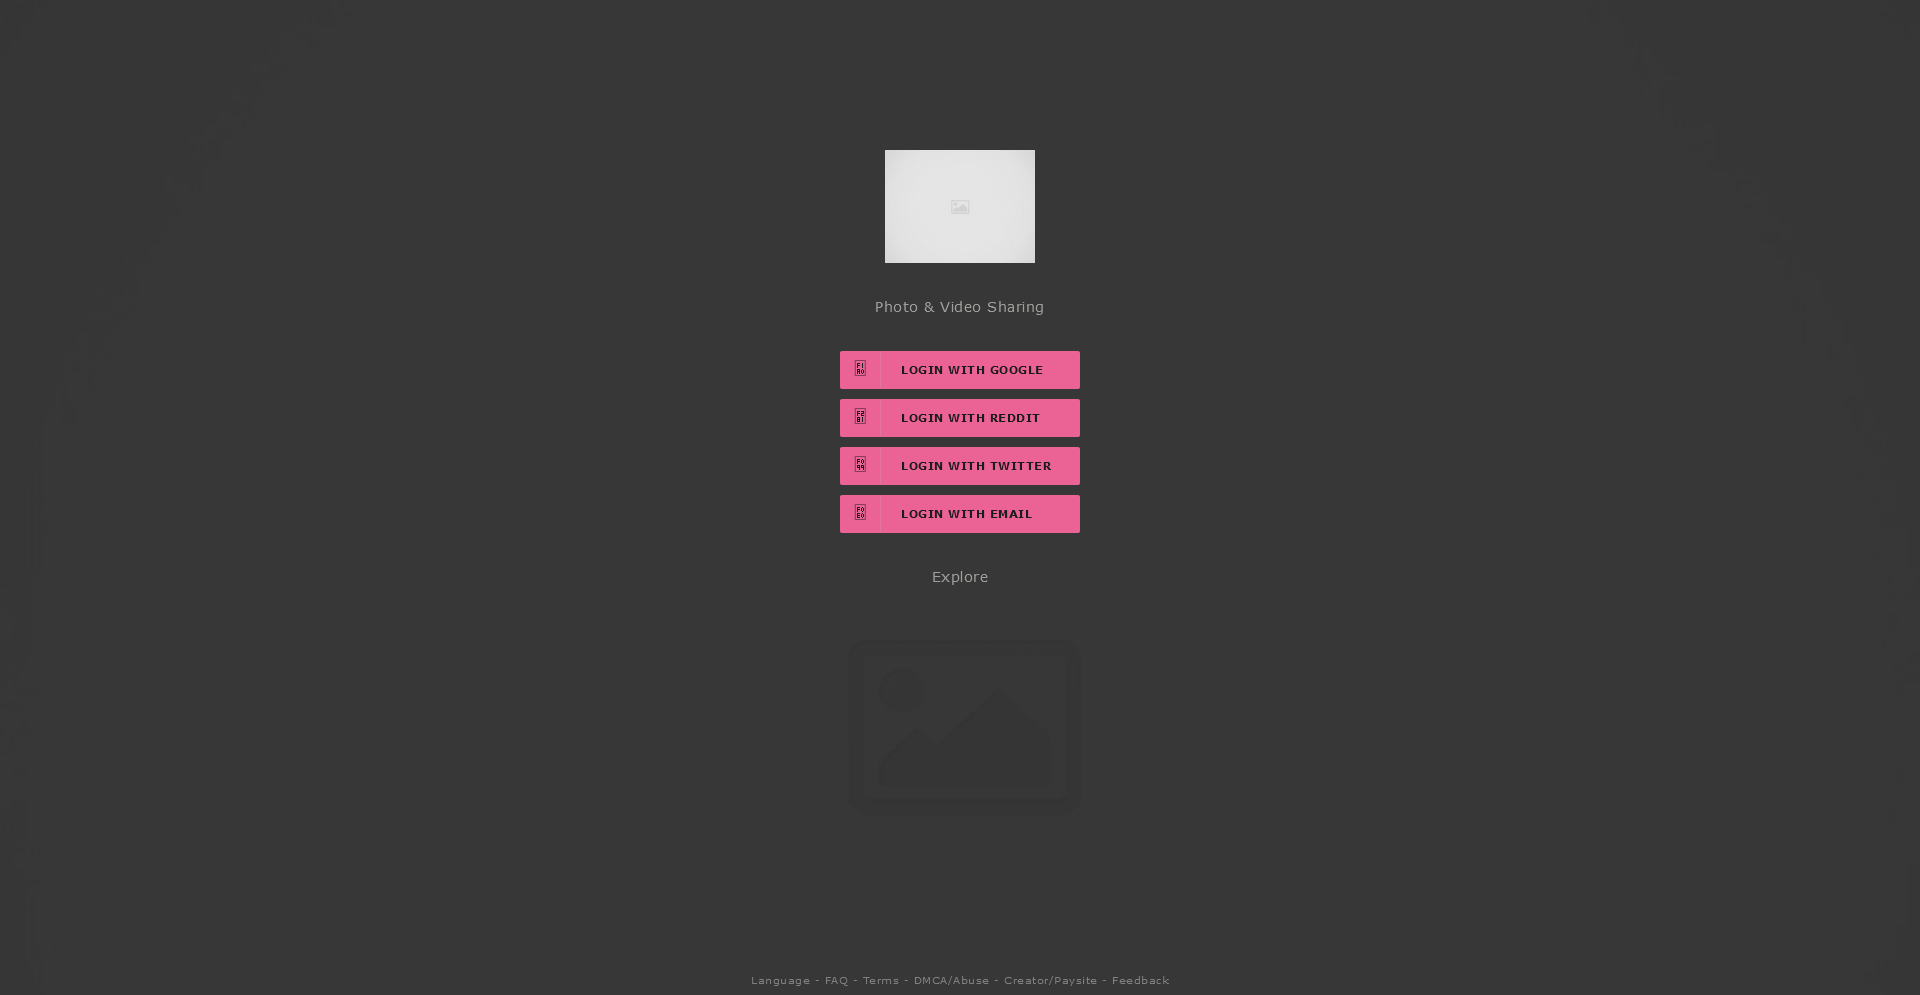 Photo & Video Sharing
LOGIN WITH GOOGLE
LOGIN WITH REDDIT
LOGIN WITH TWITTER
LOGIN WITH EMAIL
Explore
Language - FAQ - Terms - DMCA/Abuse - Creator/Paysite - Feedback